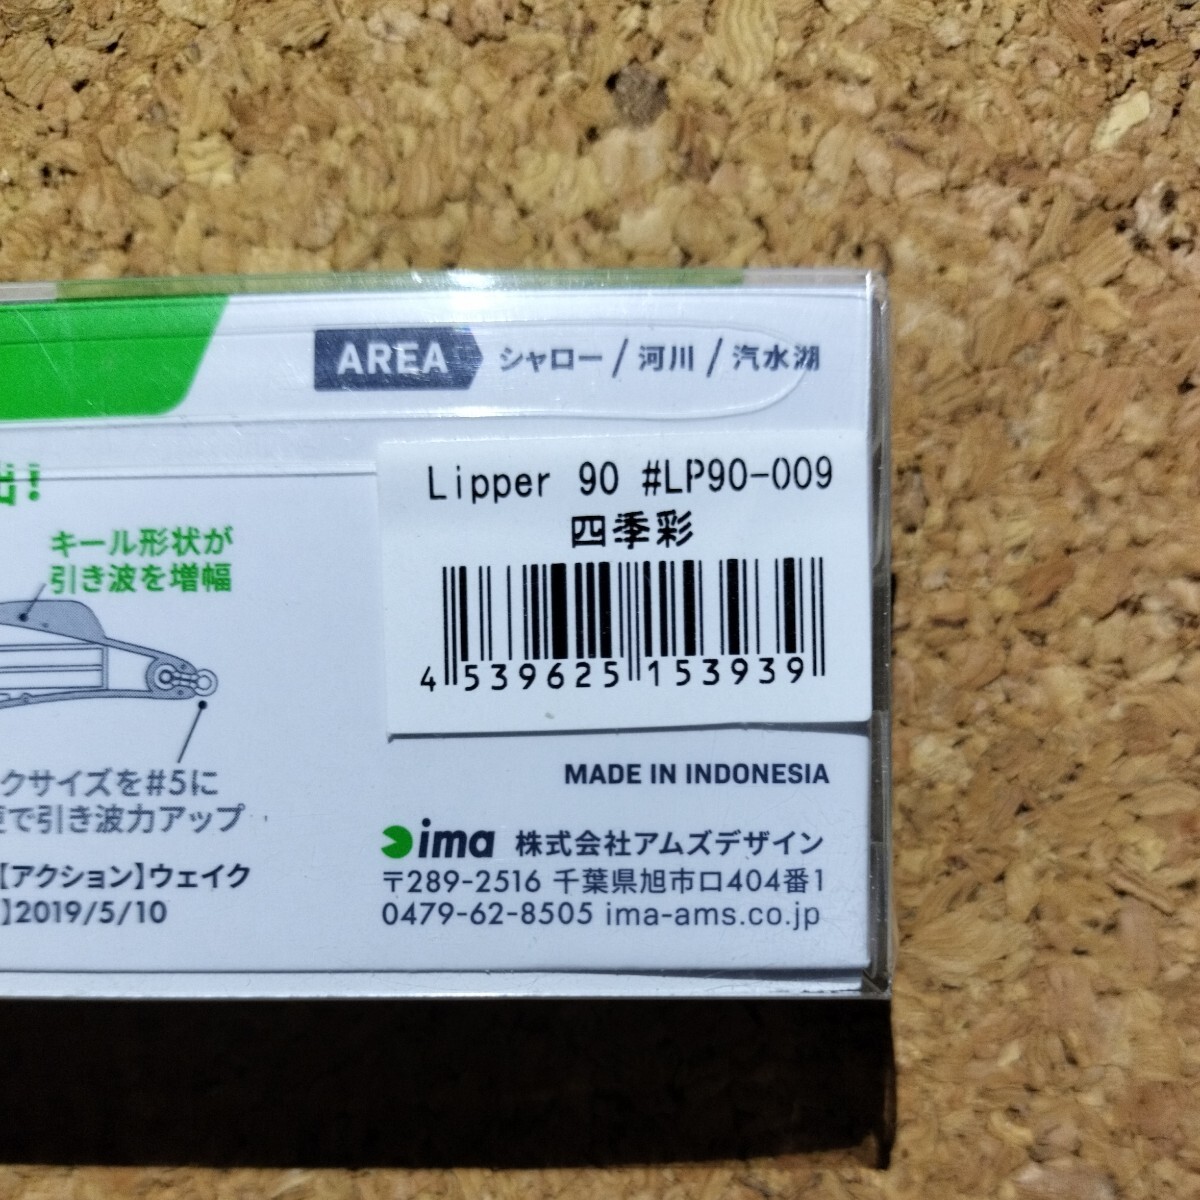 AREA シャロー / 河川 / 汽水湖
出!
キール形状が
引き波を増幅
Lipper 90 #LP90-009
四季彩
4 539625 153939
クサイズを#5に
で引き波力アップ
【アクション】ウェイク
】2019/5/10
MADE IN INDONESIA
ima 株式会社アムズデザイン
〒289-2516 千葉県旭市ロ404番1
0479-62-8505 ima-ams.co.jp